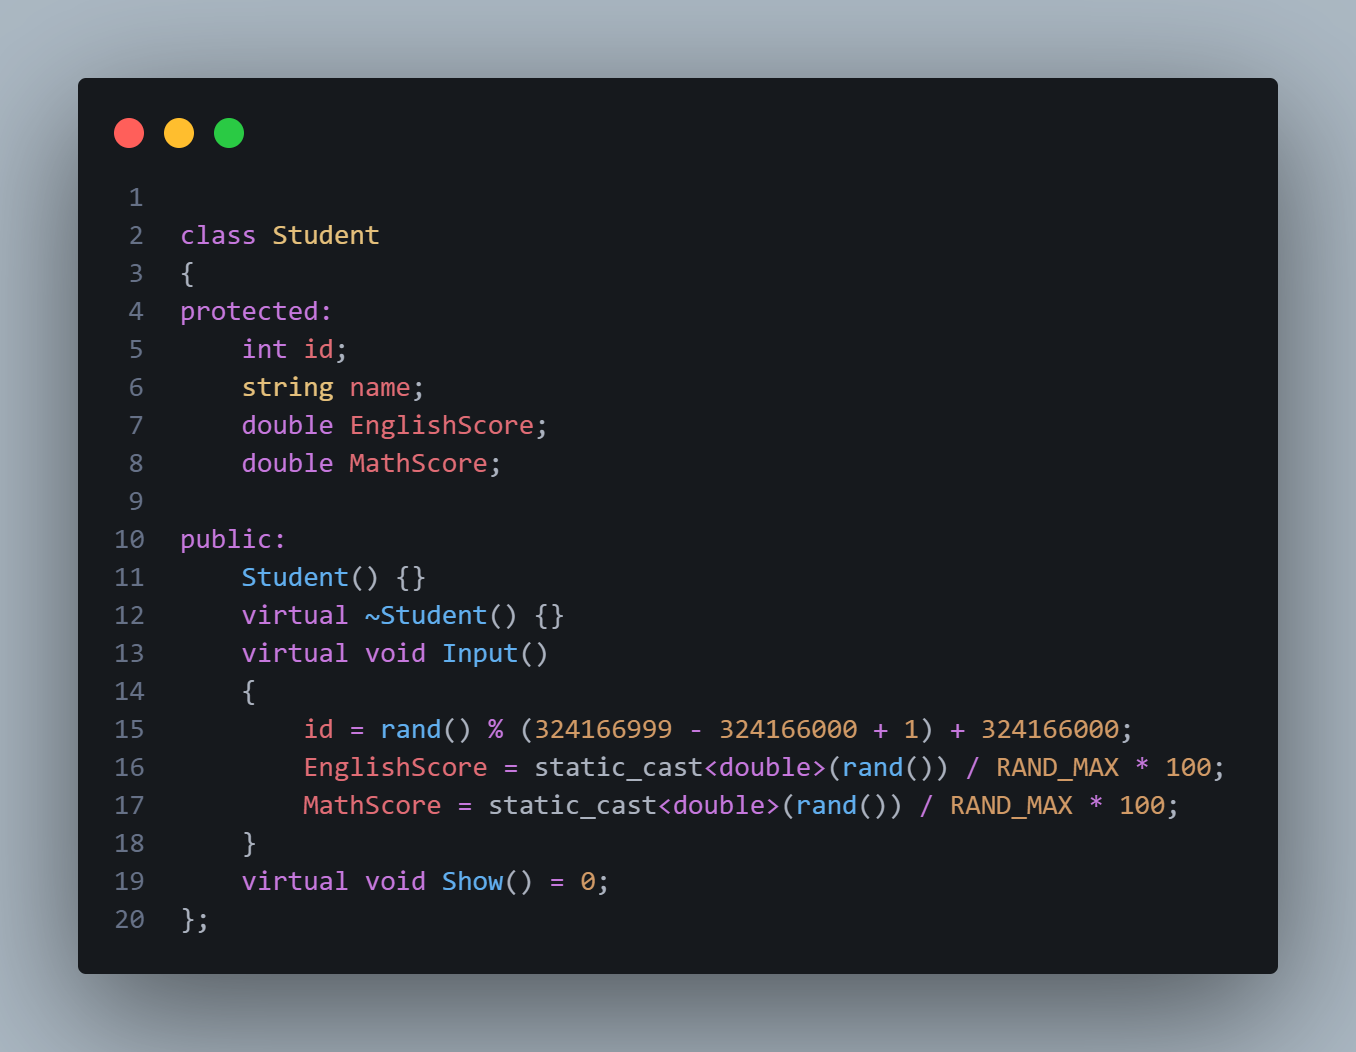 1
2 class Student
3 {
4 protected:
5     int id;
6     string name;
7     double EnglishScore;
8     double MathScore;
9
10 public:
11     Student() {}
12     virtual ~Student() {}
13     virtual void Input()
14     {
15         id = rand() % (324166999 - 324166000 + 1) + 324166000;
16         EnglishScore = static_cast<double>(rand()) / RAND_MAX * 100;
17         MathScore = static_cast<double>(rand()) / RAND_MAX * 100;
18     }
19     virtual void Show() = 0;
20 };